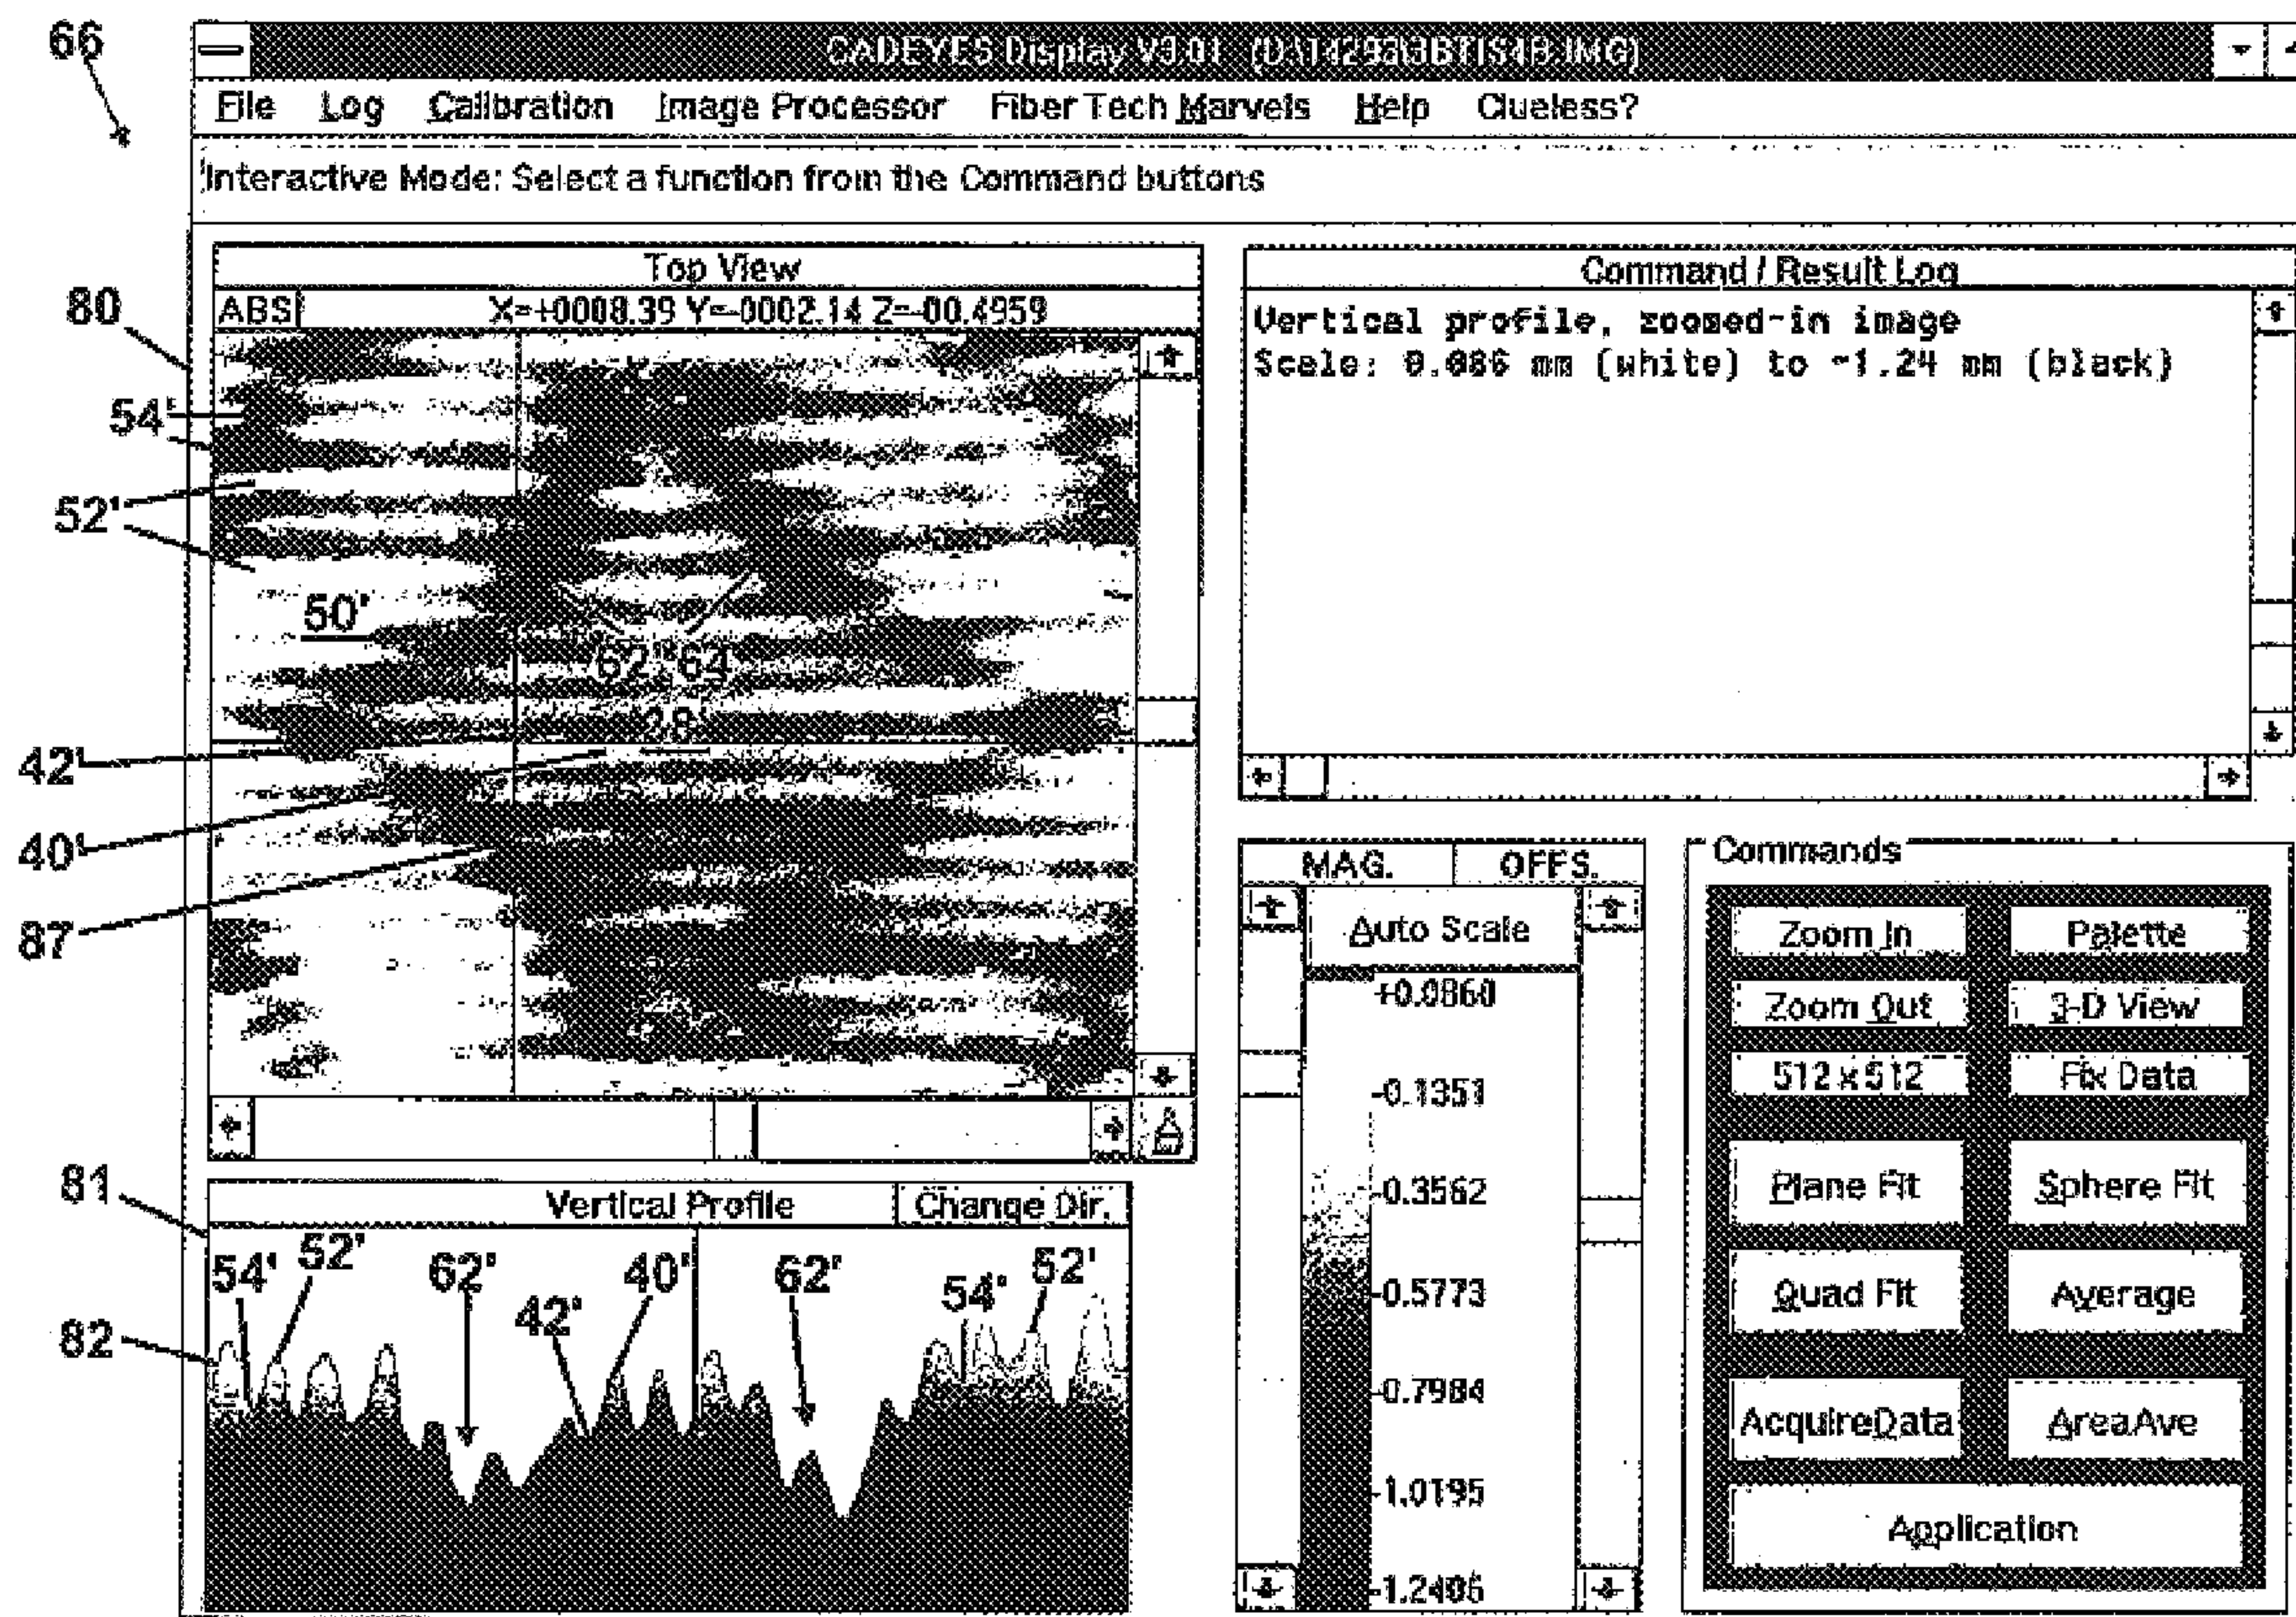 66
CADEYES Display V3.01 (D:\14293\3BTIS4B.IMG)
File Log Calibration Image Processor Fiber Tech Marvels Help Clueless?
Interactive Mode: Select a function from the Command buttons
Top View
ABS X=+0008.39 Y=-0002.14 Z=-00.4959
80
54'
52'
50'
62'
64
38'
42'
40'
87
Command / Result Log
Vertical profile, zoomed-in image
Scale: 0.086 mm (white) to -1.24 mm (black)
MAG. OFFS.
Auto Scale
+0.0860
-0.1351
-0.3562
-0.5773
-0.7984
-1.0195
-1.2406
Commands
Zoom In Palette
Zoom Out 3-D View
512 x 512 Fix Data
Plane Fit Sphere Fit
Quad Fit Average
AcquireData AreaAve
Application
81
Vertical Profile Change Dir.
54' 52' 62' 42' 40' 62' 54' 52'
82